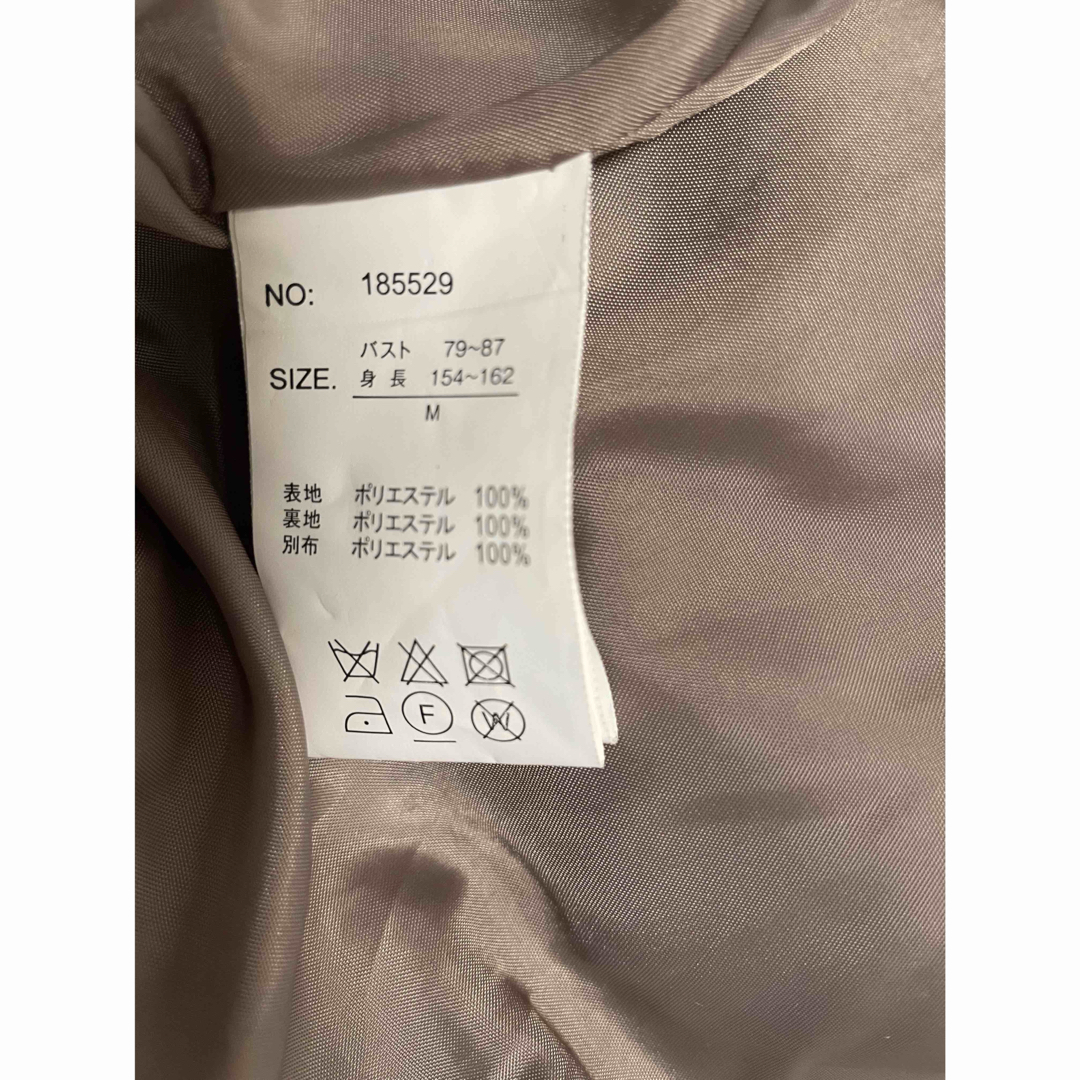 NO: 185529
バスト 79~87
SIZE. 身長 154~162
M
表地 ポリエステル 100%
裏地 ポリエステル 100%
別布 ポリエステル 100%
F W